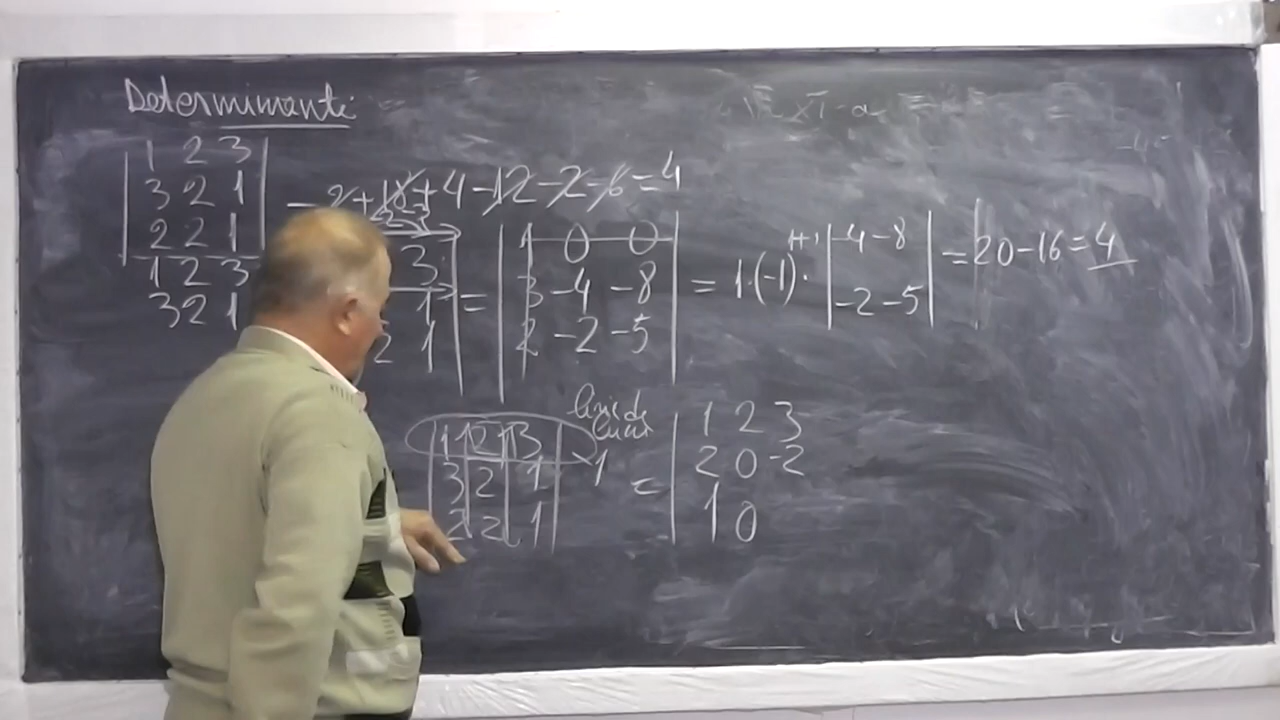 Determinanti
1 2 3
3 2 1
2 2 1
1 2 3
3 2 1
= 2+18+4-12-2-6=4
3
1
2 1
=
1 0 0
3 -4 -8
2 -2 -5
= 1·(-1)^1+1·
-4 -8
-2 -5
= 20-16=4
1 2 3
3 2 1
2 2 1
linie de
lucru
-1
=
1 2 3
2 0 -2
1 0